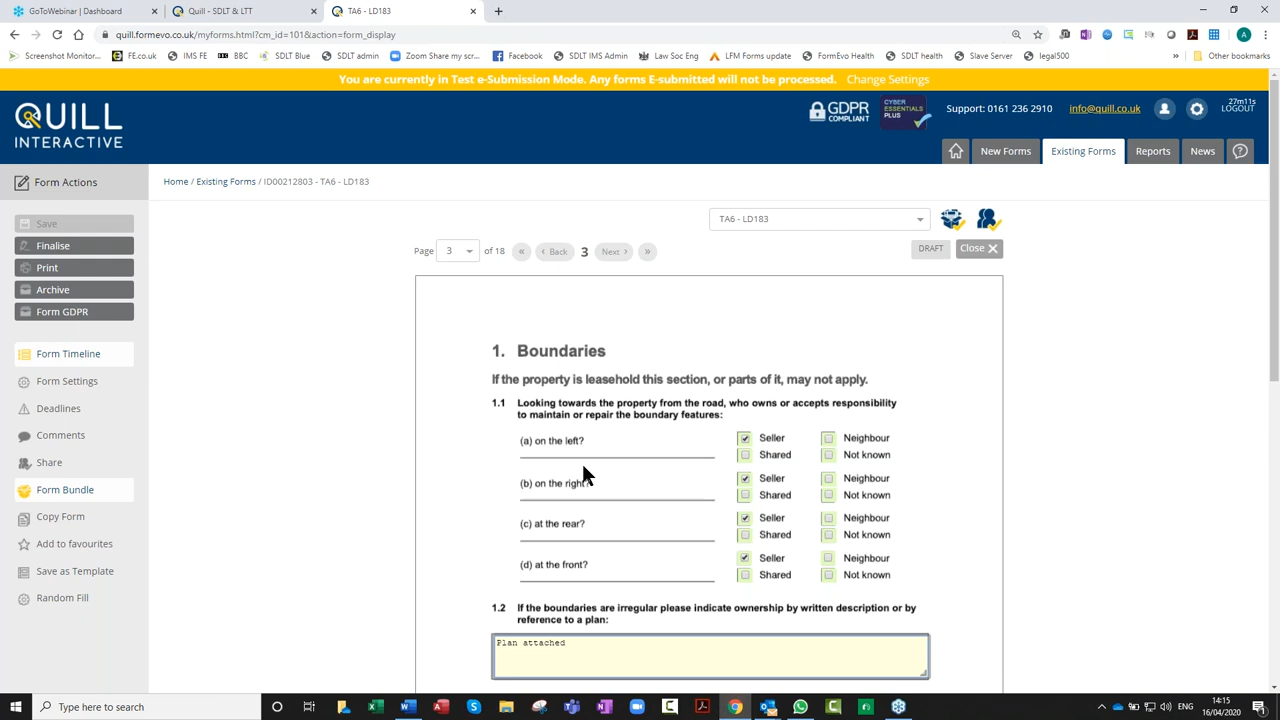 GoToWebinar | Dashboard
Quill - SDLT & LTT
TA6 - LD183
quill.formevo.co.uk/myforms.html?cm_id=101&action=form_display
Screenshot Monitor...
FE.co.uk
IMS FE
BBC
SDLT Blue
SDLT admin
Zoom Share my scr...
Facebook
SDLT IMS Admin
Law Soc Eng
LFM Forms update
FormEvo Health
SDLT health
Slave Server
legal500
»
Other bookmarks
You are currently in Test e-Submission Mode. Any forms E-submitted will not be processed. Change Settings
QUILL
INTERACTIVE
GDPR
COMPLIANT
CYBER
ESSENTIALS
PLUS
Support: 0161 236 2910
info@quill.co.uk
27m11s
LOGOUT
New Forms
Existing Forms
Reports
News
Form Actions
Home / Existing Forms / ID00212803 - TA6 - LD183
Save
Finalise
Print
Archive
Form GDPR
Form Timeline
Form Settings
Deadlines
Comments
Share
Form Bundle
Copy Form
Add to favourites
Save as Template
Random Fill
TA6 - LD183
Page 3 of 18 « ‹ Back 3 Next › »
DRAFT
Close X
1. Boundaries
If the property is leasehold this section, or parts of it, may not apply.
1.1 Looking towards the property from the road, who owns or accepts responsibility
to maintain or repair the boundary features:
(a) on the left?
Seller Neighbour
Shared Not known
(b) on the right?
Seller Neighbour
Shared Not known
(c) at the rear?
Seller Neighbour
Shared Not known
(d) at the front?
Seller Neighbour
Shared Not known
1.2 If the boundaries are irregular please indicate ownership by written description or by
reference to a plan:
Plan attached
Type here to search
ENG
14:15
16/04/2020